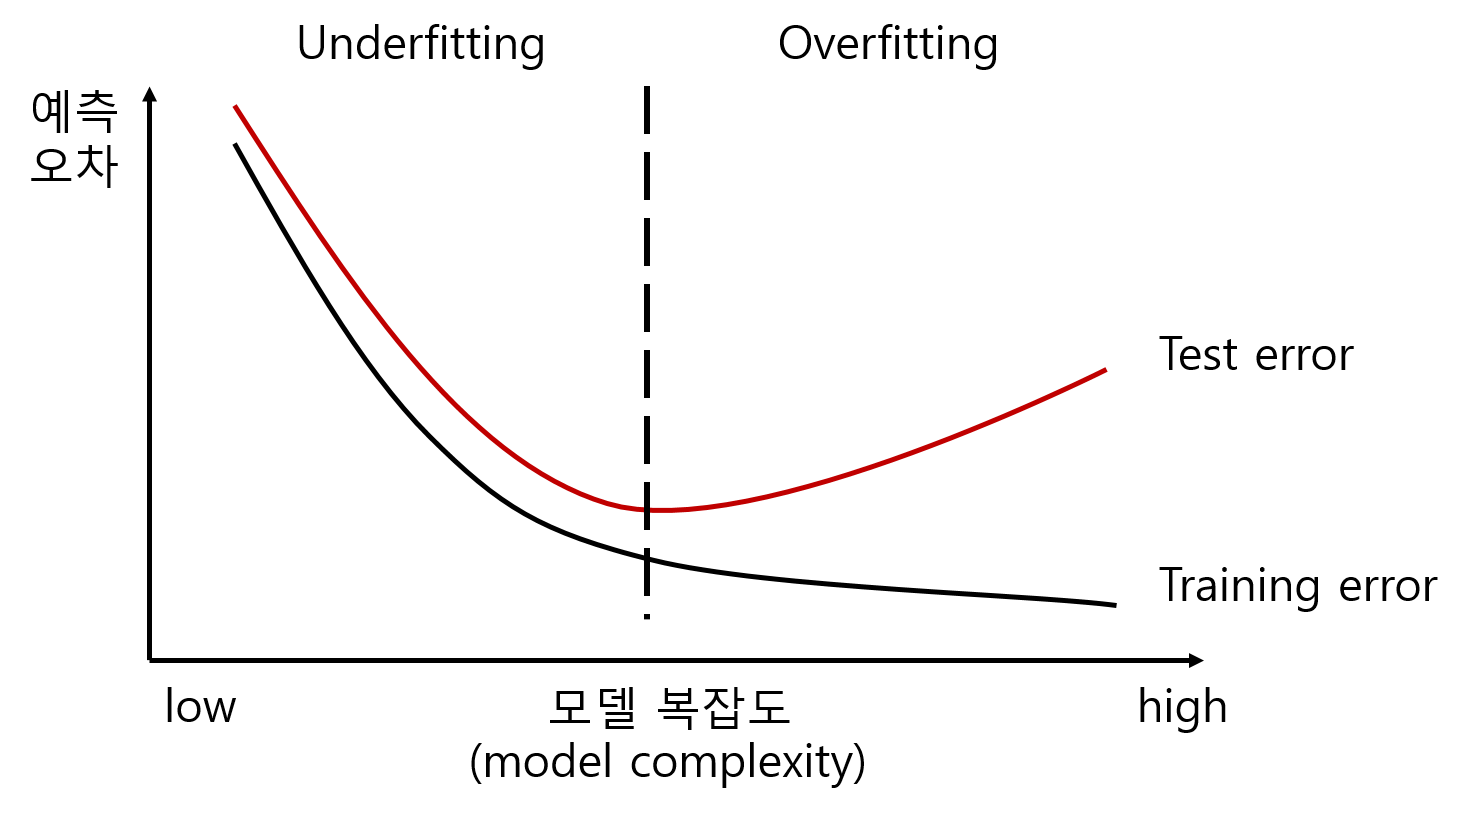 Underfitting
Overfitting
예측
오차
Test error
Training error
low
모델 복잡도
high
(model complexity)